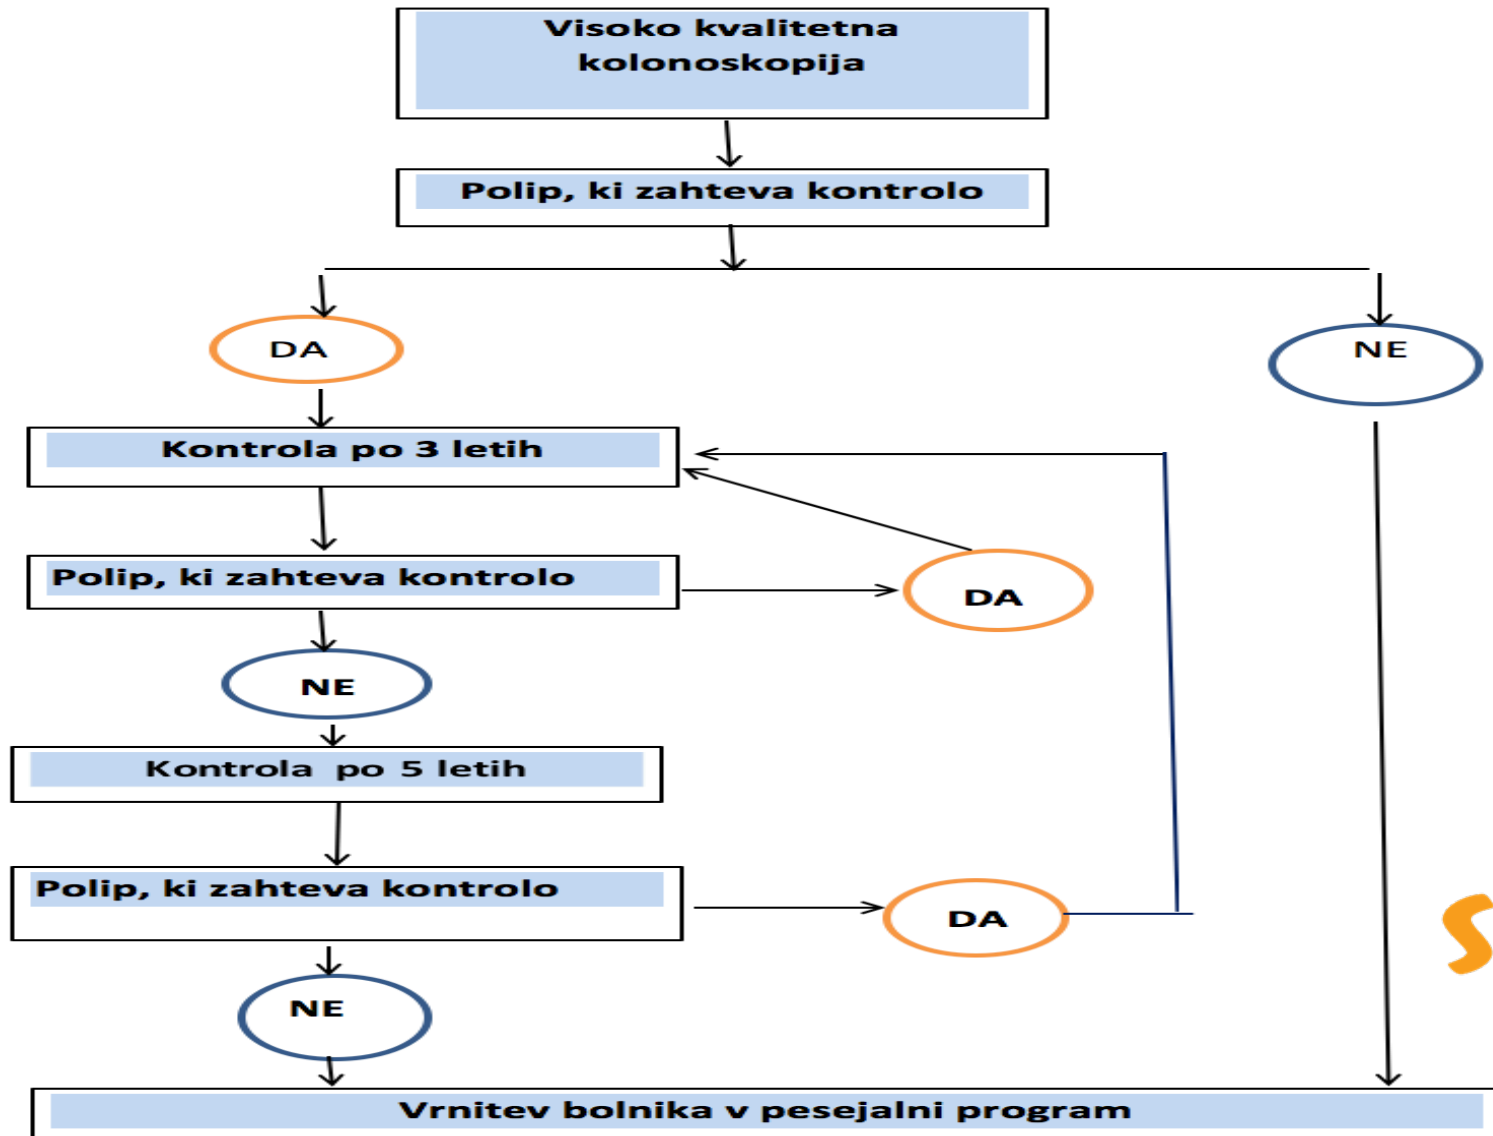 Visoko kvalitetna
kolonoskopija
Polip, ki zahteva kontrolo
DA
NE
Kontrola po 3 letih
Polip, ki zahteva kontrolo
DA
NE
Kontrola po 5 letih
Polip, ki zahteva kontrolo
DA
S
NE
Vrnitev bolnika v pesejalni program